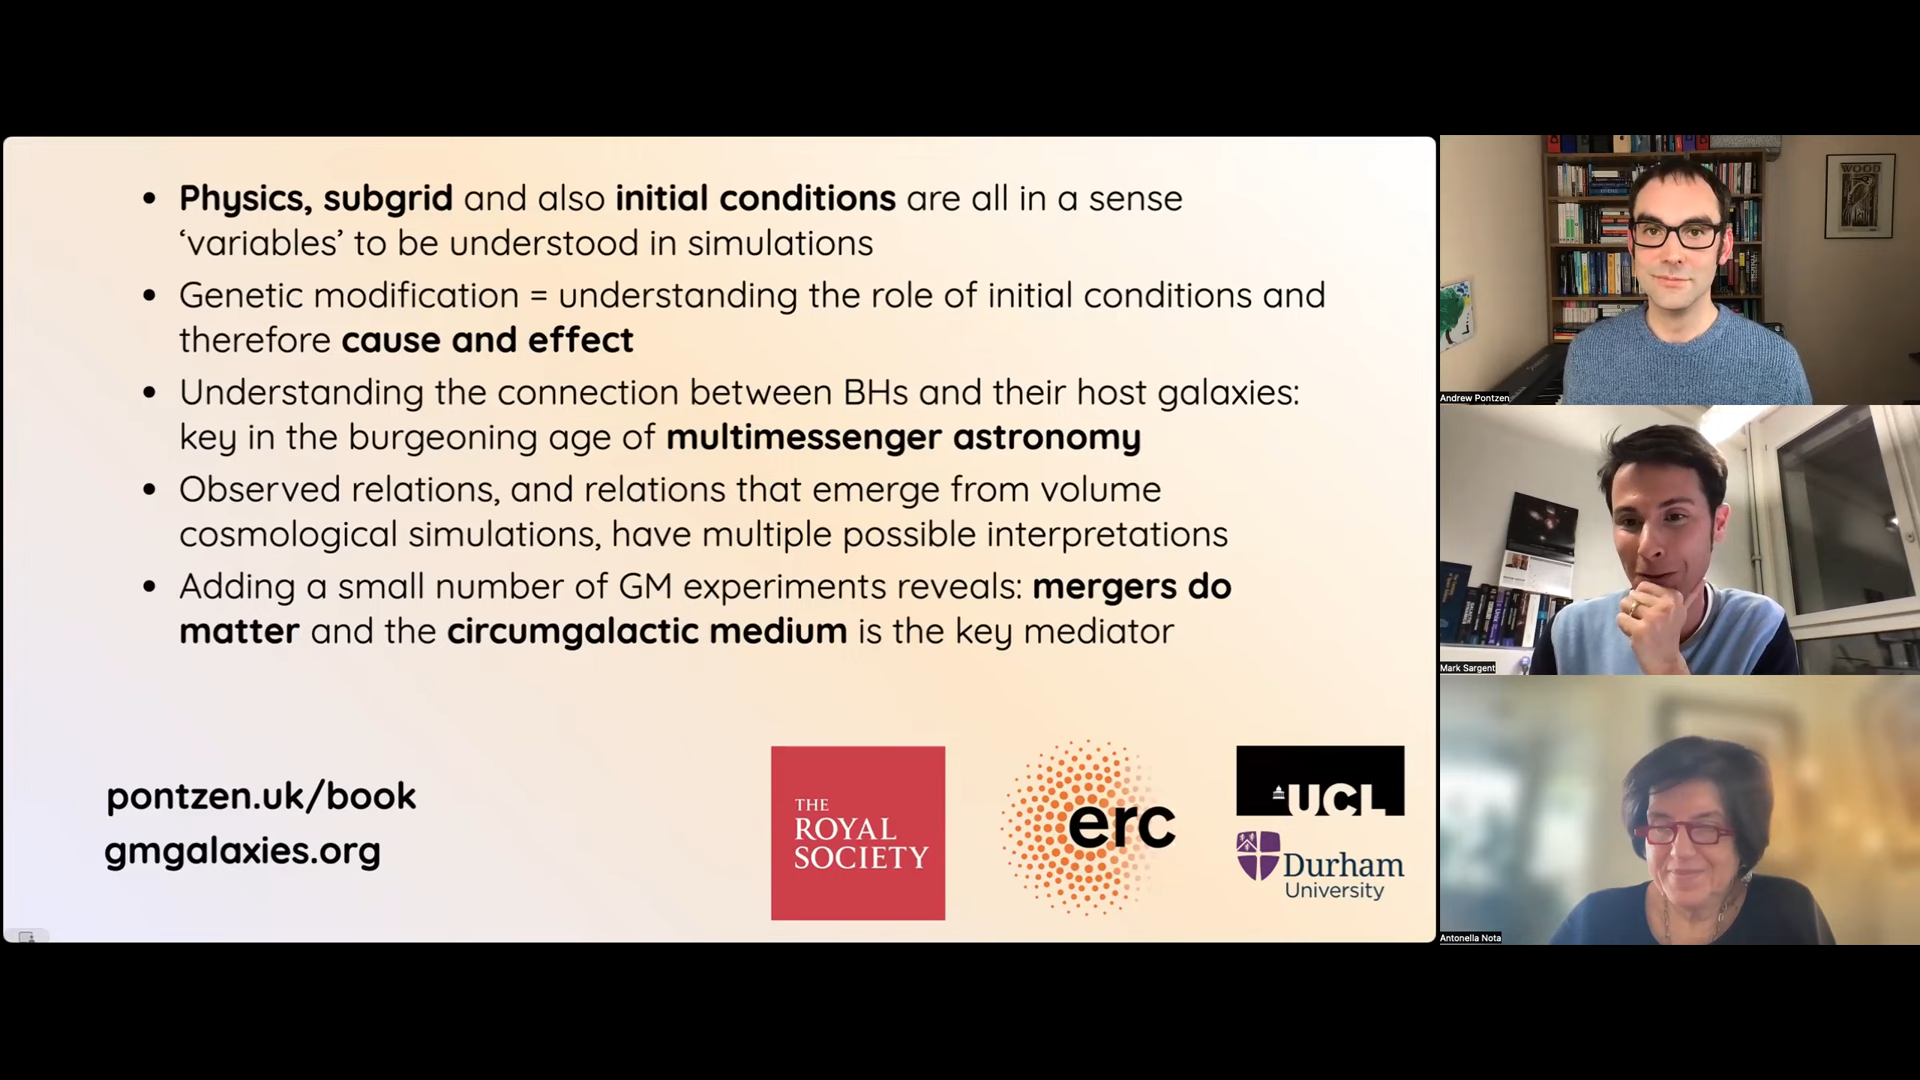 • Physics, subgrid and also initial conditions are all in a sense
‘variables’ to be understood in simulations
• Genetic modification = understanding the role of initial conditions and
therefore cause and effect
• Understanding the connection between BHs and their host galaxies:
key in the burgeoning age of multimessenger astronomy
• Observed relations, and relations that emerge from volume
cosmological simulations, have multiple possible interpretations
• Adding a small number of GM experiments reveals: mergers do
matter and the circumgalactic medium is the key mediator
pontzen.uk/book
gmgalaxies.org
THE
ROYAL
SOCIETY
erc
UCL
Durham
University
WOOD
Andrew Pontzen
Mark Sargent
Antonella Nota